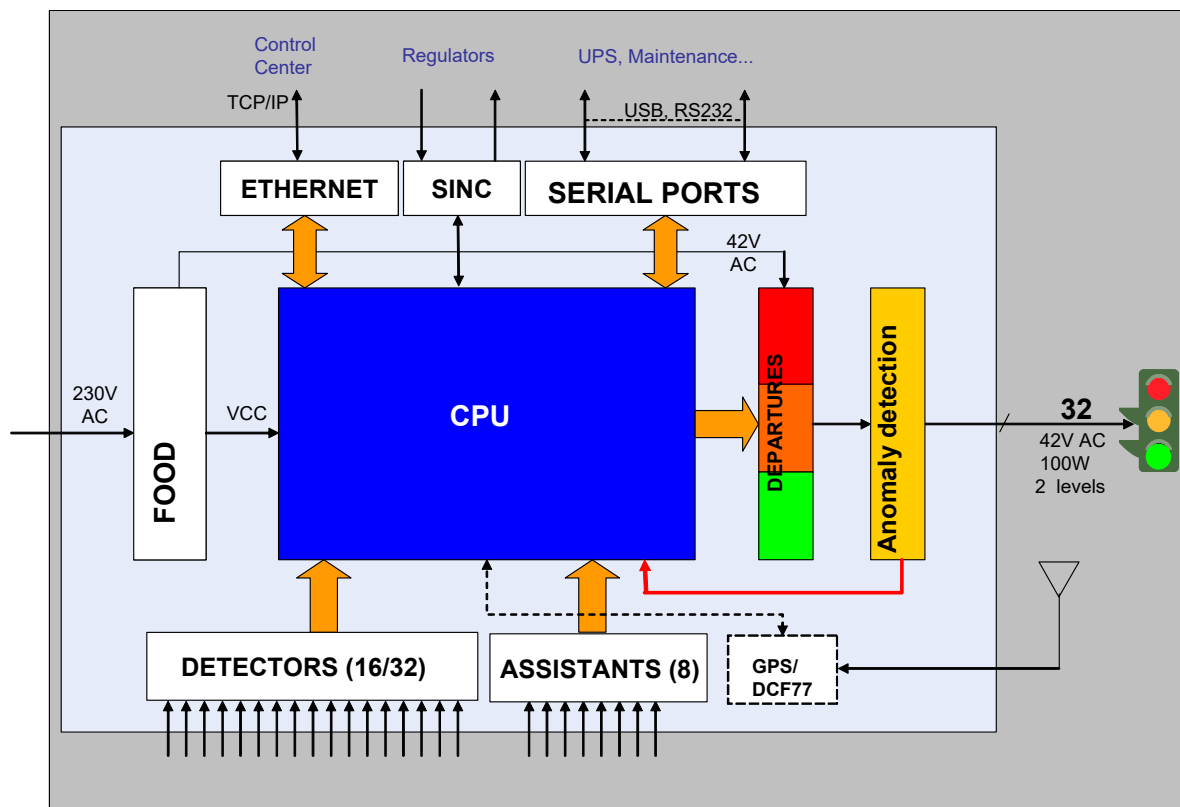 Control
Center
Regulators
UPS, Maintenance...
TCP/IP
USB, RS232
ETHERNET
SINC
SERIAL PORTS
42V
AC
230V
AC
VCC
FOOD
CPU
DEPARTURES
Anomaly detection
32
42V AC
100W
2 levels
DETECTORS (16/32)
ASSISTANTS (8)
GPS/
DCF77